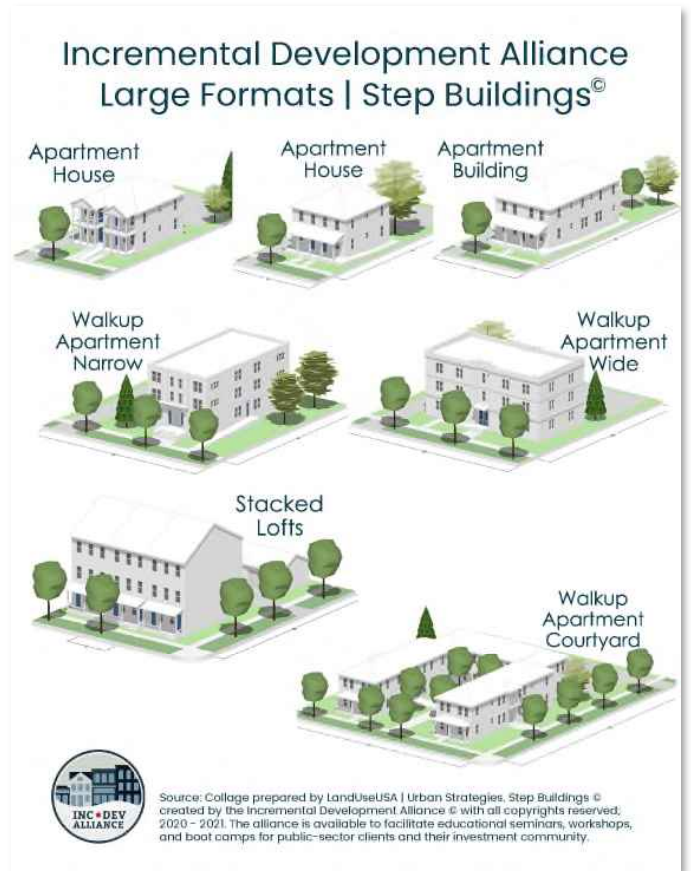 Incremental Development Alliance
Large Formats | Step Buildings©
Apartment
House
Apartment
House
Apartment
Building
Walkup
Apartment
Narrow
Walkup
Apartment
Wide
Stacked
Lofts
Walkup
Apartment
Courtyard
INC•DEV
ALLIANCE
Source: Collage prepared by LandUseUSA | Urban Strategies, Step Buildings ©
created by the Incremental Development Alliance © with all copyrights reserved;
2020 - 2021. The alliance is available to facilitate educational seminars, workshops,
and boot camps for public-sector clients and their investment community.